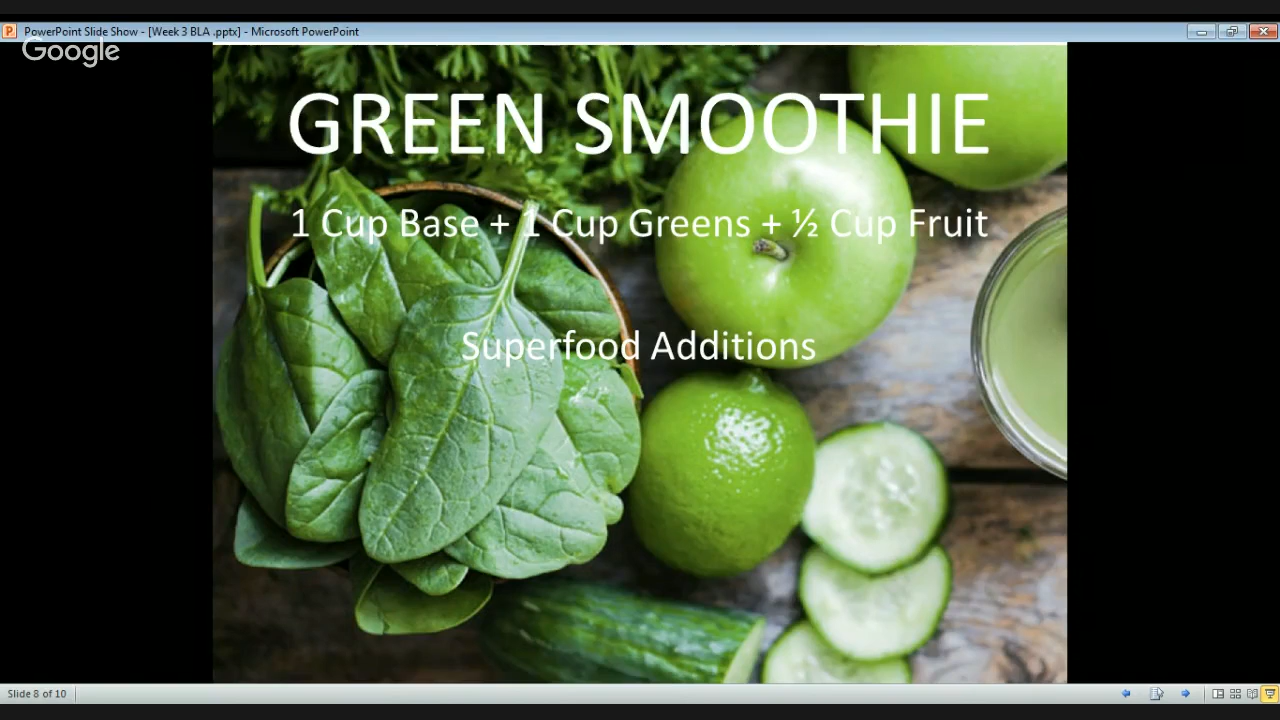 PowerPoint Slide Show - [Week 3 BLA .pptx] - Microsoft PowerPoint
Google
GREEN SMOOTHIE
1 Cup Base + 1 Cup Greens + ½ Cup Fruit
Superfood Additions
Slide 8 of 10